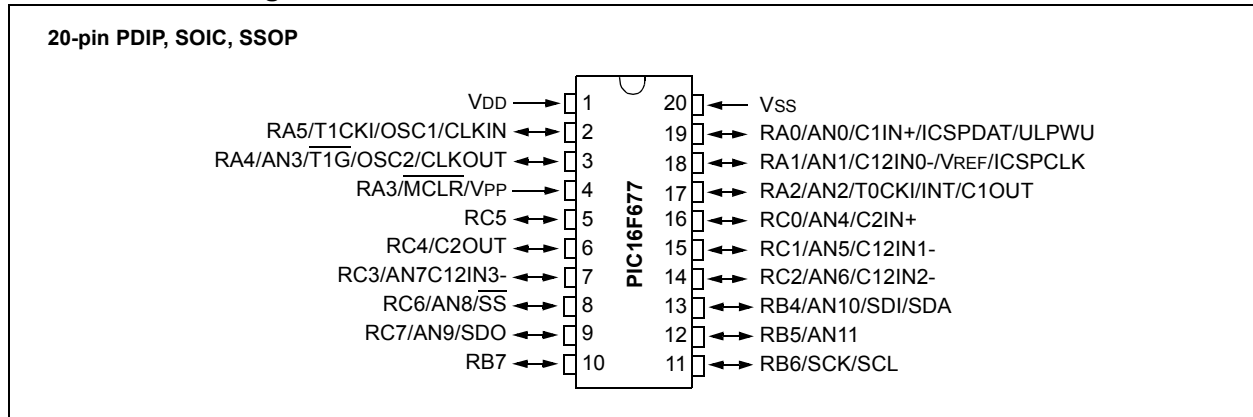 20-pin PDIP, SOIC, SSOP
VDD 1 20 VSS
RA5/T1CKI/OSC1/CLKIN 2 19 RA0/AN0/C1IN+/ICSPDAT/ULPWU
RA4/AN3/T1G/OSC2/CLKOUT 3 18 RA1/AN1/C12IN0-/VREF/ICSPCLK
RA3/MCLR/VPP 4 17 RA2/AN2/T0CKI/INT/C1OUT
RC5 5 16 RC0/AN4/C2IN+
RC4/C2OUT 6 15 RC1/AN5/C12IN1-
RC3/AN7C12IN3- 7 14 RC2/AN6/C12IN2-
RC6/AN8/SS 8 13 RB4/AN10/SDI/SDA
RC7/AN9/SDO 9 12 RB5/AN11
RB7 10 11 RB6/SCK/SCL
PIC16F677